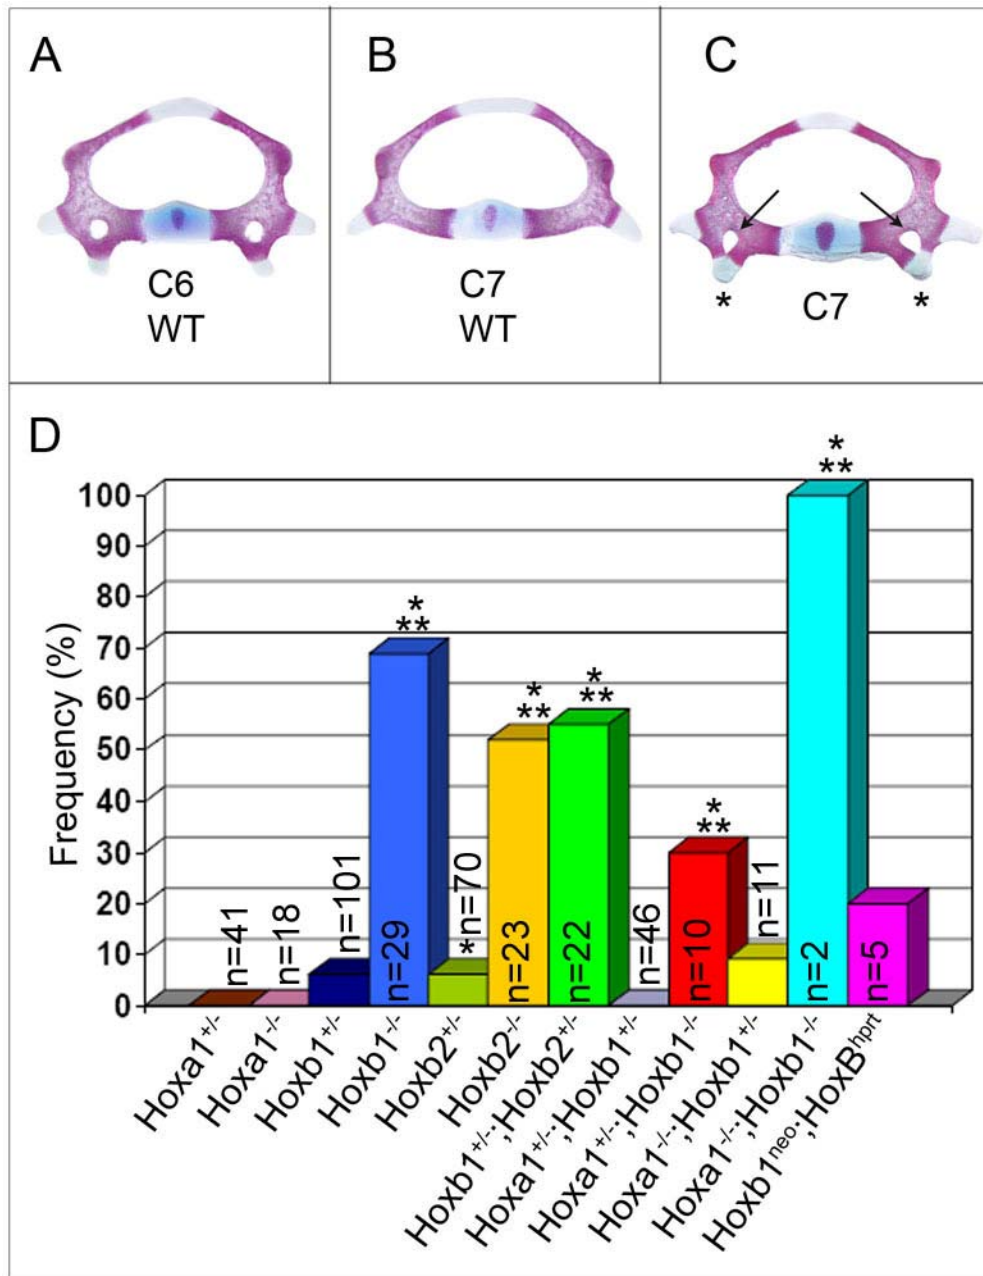 A
B
C
C6
WT
C7
WT
*
C7
*
D
Frequency (%)
100
90
80
70
60
50
40
30
20
10
0
n=41
n=18
n=101
*
**
n=29
*n=70
*
**
n=23
*
**
n=22
n=46
*
**
n=10
n=11
*
**
n=2
n=5
Hoxa1+/-
Hoxa1-/-
Hoxb1+/-
Hoxb1-/-
Hoxb2+/-
Hoxb2-/-
Hoxb1+/-;Hoxb2+/-
Hoxa1+/-;Hoxb1+/-
Hoxa1+/-;Hoxb1-/-
Hoxa1-/-;Hoxb1+/-
Hoxa1-/-;Hoxb1-/-
Hoxb1neo;HoxBhprt